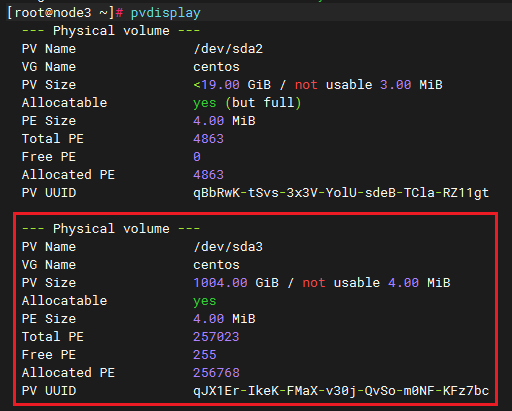 [root@node3 ~]# pvdisplay
--- Physical volume ---
PV Name               /dev/sda2
VG Name               centos
PV Size               <19.00 GiB / not usable 3.00 MiB
Allocatable           yes (but full)
PE Size               4.00 MiB
Total PE              4863
Free PE               0
Allocated PE          4863
PV UUID               qBbRwK-tSvs-3x3V-YolU-sdeB-TCla-RZ11gt
--- Physical volume ---
PV Name               /dev/sda3
VG Name               centos
PV Size               1004.00 GiB / not usable 4.00 MiB
Allocatable           yes
PE Size               4.00 MiB
Total PE              257023
Free PE               255
Allocated PE          256768
PV UUID               qJX1Er-IkeK-FMaX-v30j-QvSo-m0NF-KFz7bc